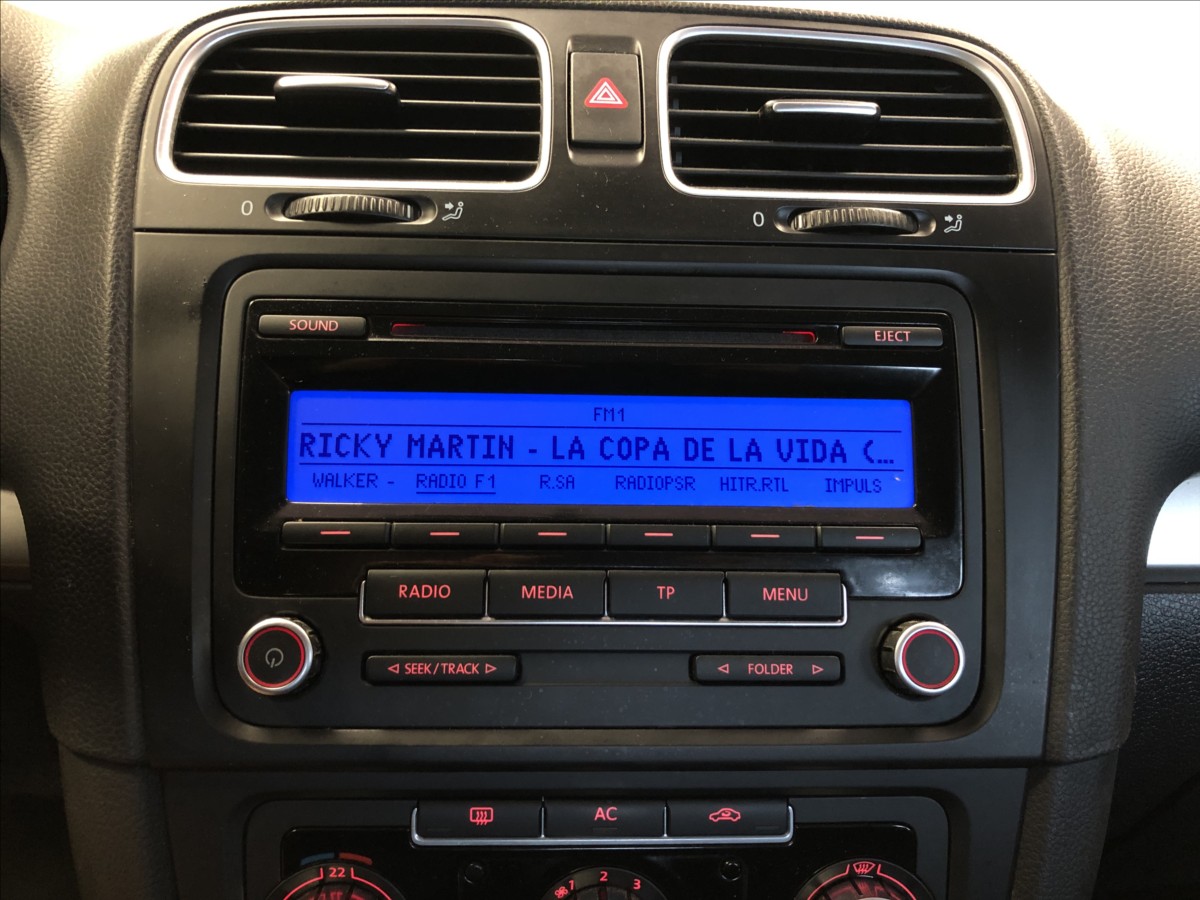 0
0
SOUND
EJECT
FM1
RICKY MARTIN - LA COPA DE LA VIDA (...
WALKER - RADIO F1 R.SA RADIOPSR HITR.RTL IMPULS
RADIO MEDIA TP MENU
SEEK/TRACK FOLDER
AC
22 1 2 3